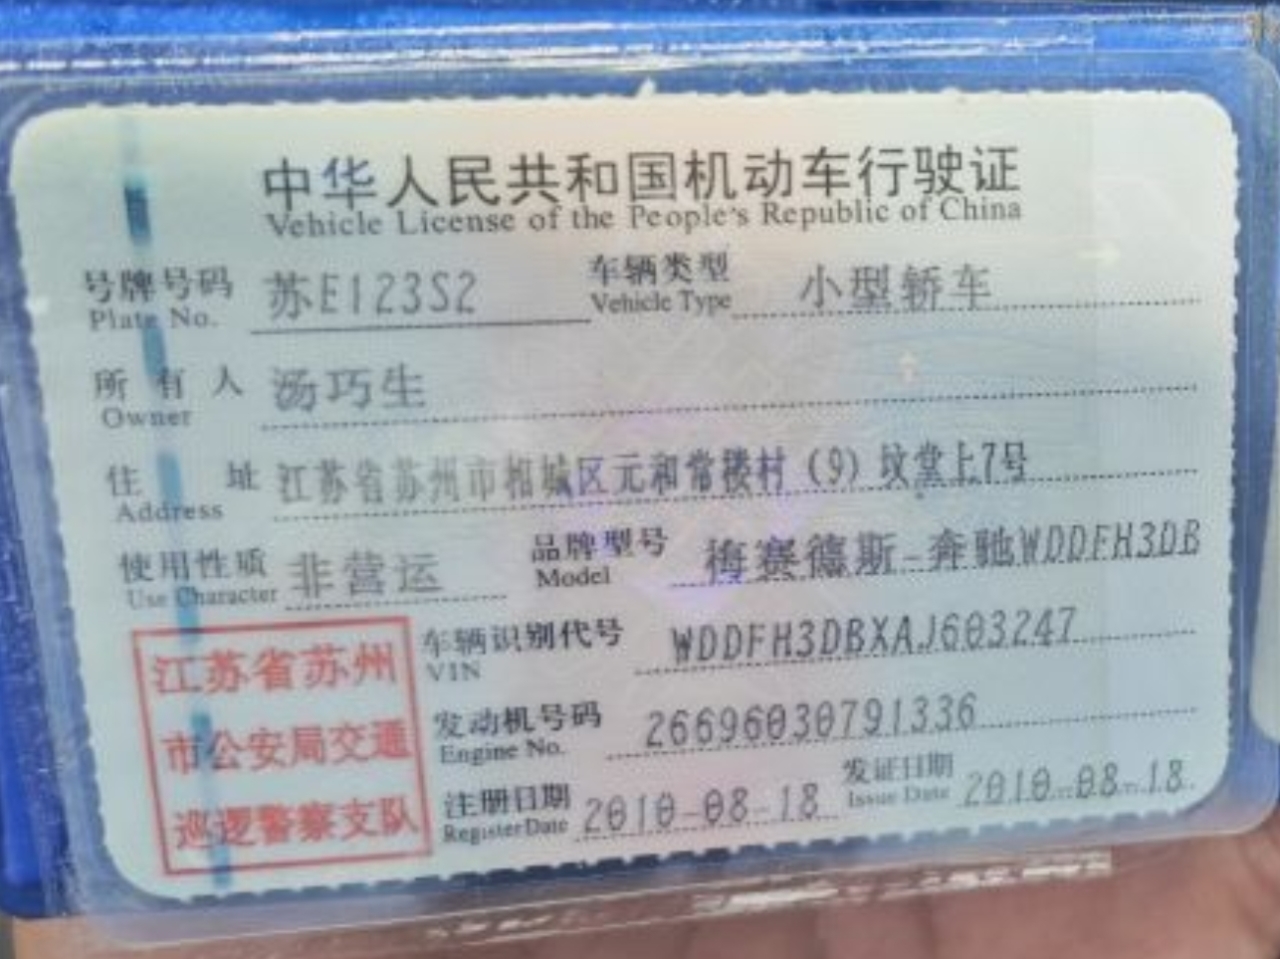 中华人民共和国机动车行驶证
Vehicle License of the People's Republic of China
号牌号码 苏E123S2 车辆类型 小型轿车
Plate No. Vehicle Type
所有人 汤巧生
Owner
住址 江苏省苏州市相城区元和常楼村（9）坟堂上7号
Address
使用性质 非营运 品牌型号 梅赛德斯-奔驰WDDFH3DB
Use Character Model
江苏省苏州
市公安局交通
巡逻警察支队
车辆识别代号 WDDFH3DBXAJ603247
VIN
发动机号码 26696030791336
Engine No.
注册日期 2010-08-18 发证日期 2010-08-18
Register Date Issue Date